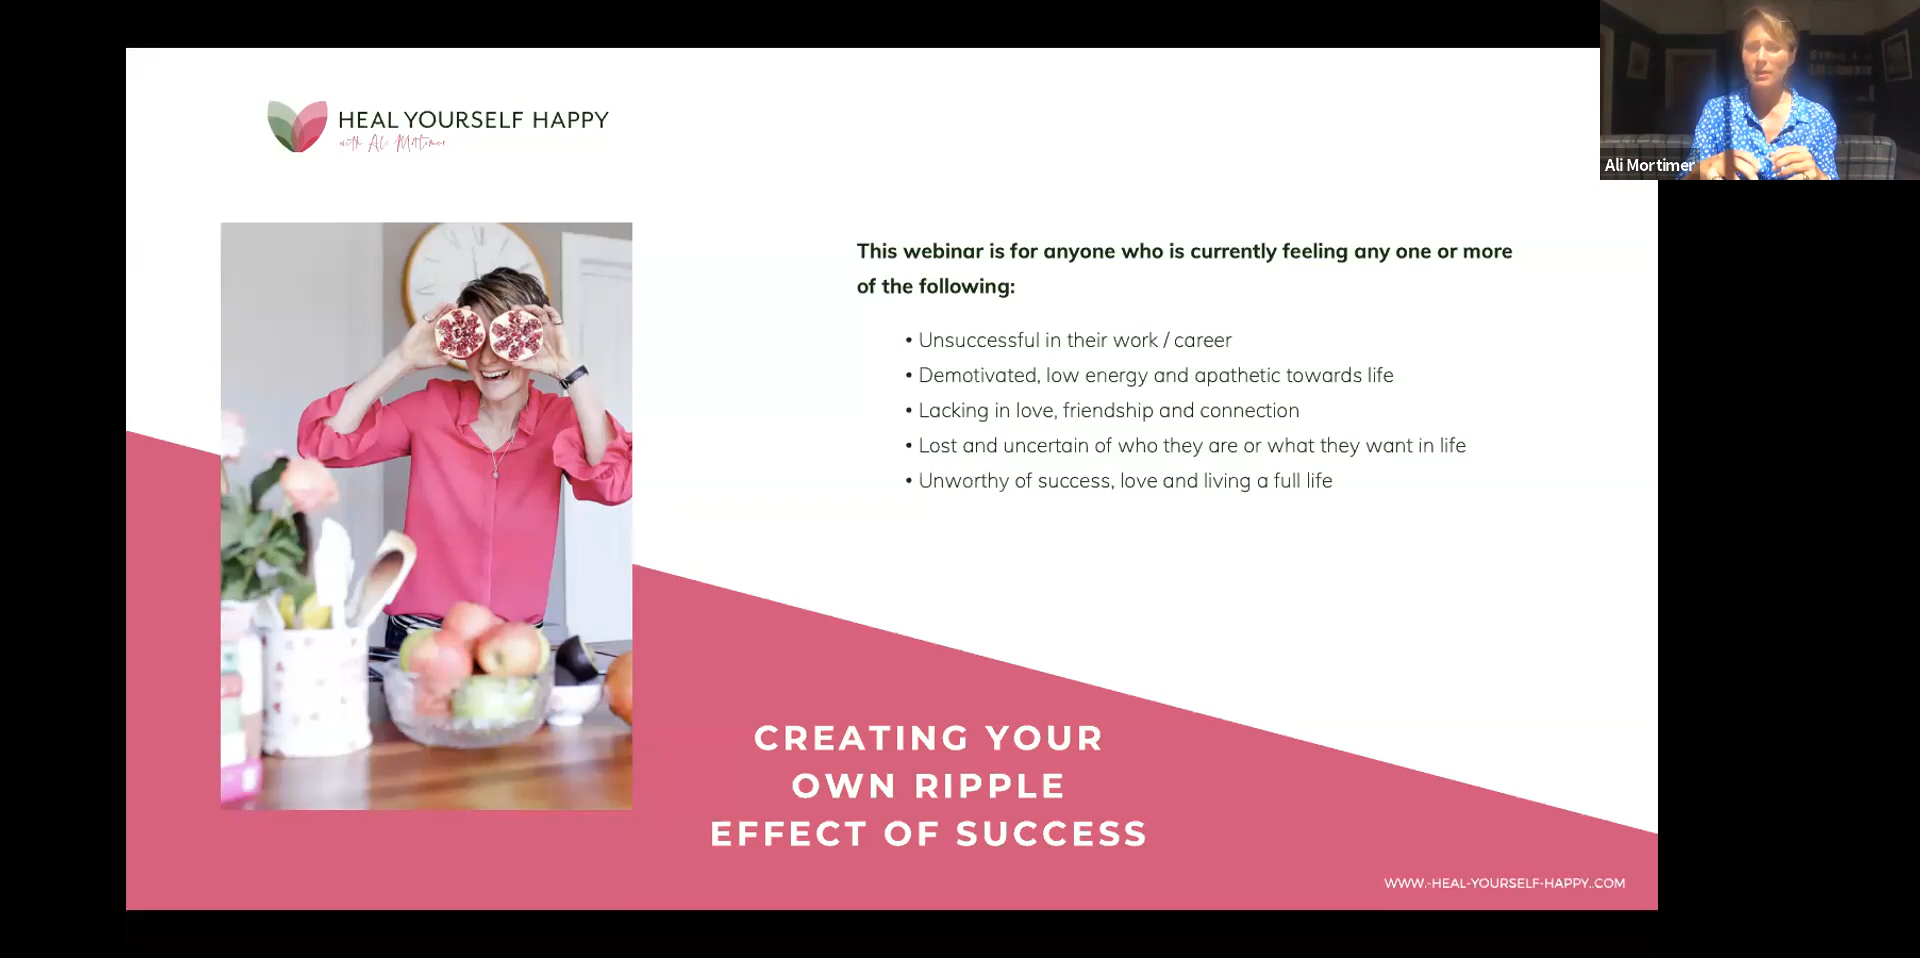 HEAL YOURSELF HAPPY
with Ali Mortimer
Ali Mortimer
This webinar is for anyone who is currently feeling any one or more
of the following:
• Unsuccessful in their work / career
• Demotivated, low energy and apathetic towards life
• Lacking in love, friendship and connection
• Lost and uncertain of who they are or what they want in life
• Unworthy of success, love and living a full life
CREATING YOUR
OWN RIPPLE
EFFECT OF SUCCESS
WWW.-HEAL-YOURSELF-HAPPY.COM